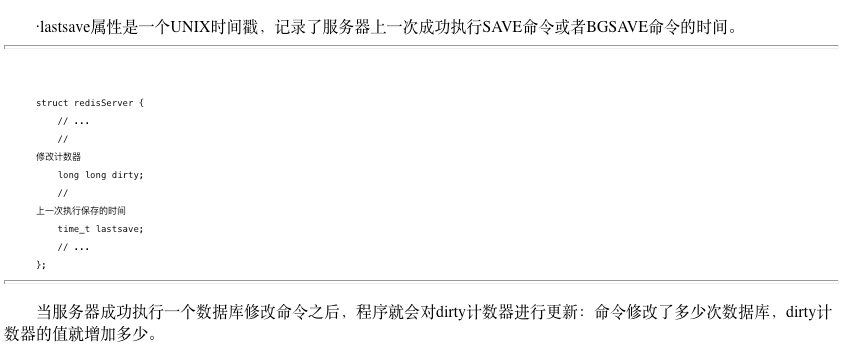 ·lastsave属性是一个UNIX时间戳，记录了服务器上一次成功执行SAVE命令或者BGSAVE命令的时间。
struct redisServer {
    // ...
    //
修改计数器
    long long dirty;
    //
上一次执行保存的时间
    time_t lastsave;
    // ...
};
当服务器成功执行一个数据库修改命令之后，程序就会对dirty计数器进行更新：命令修改了多少次数据库，dirty计
数器的值就增加多少。